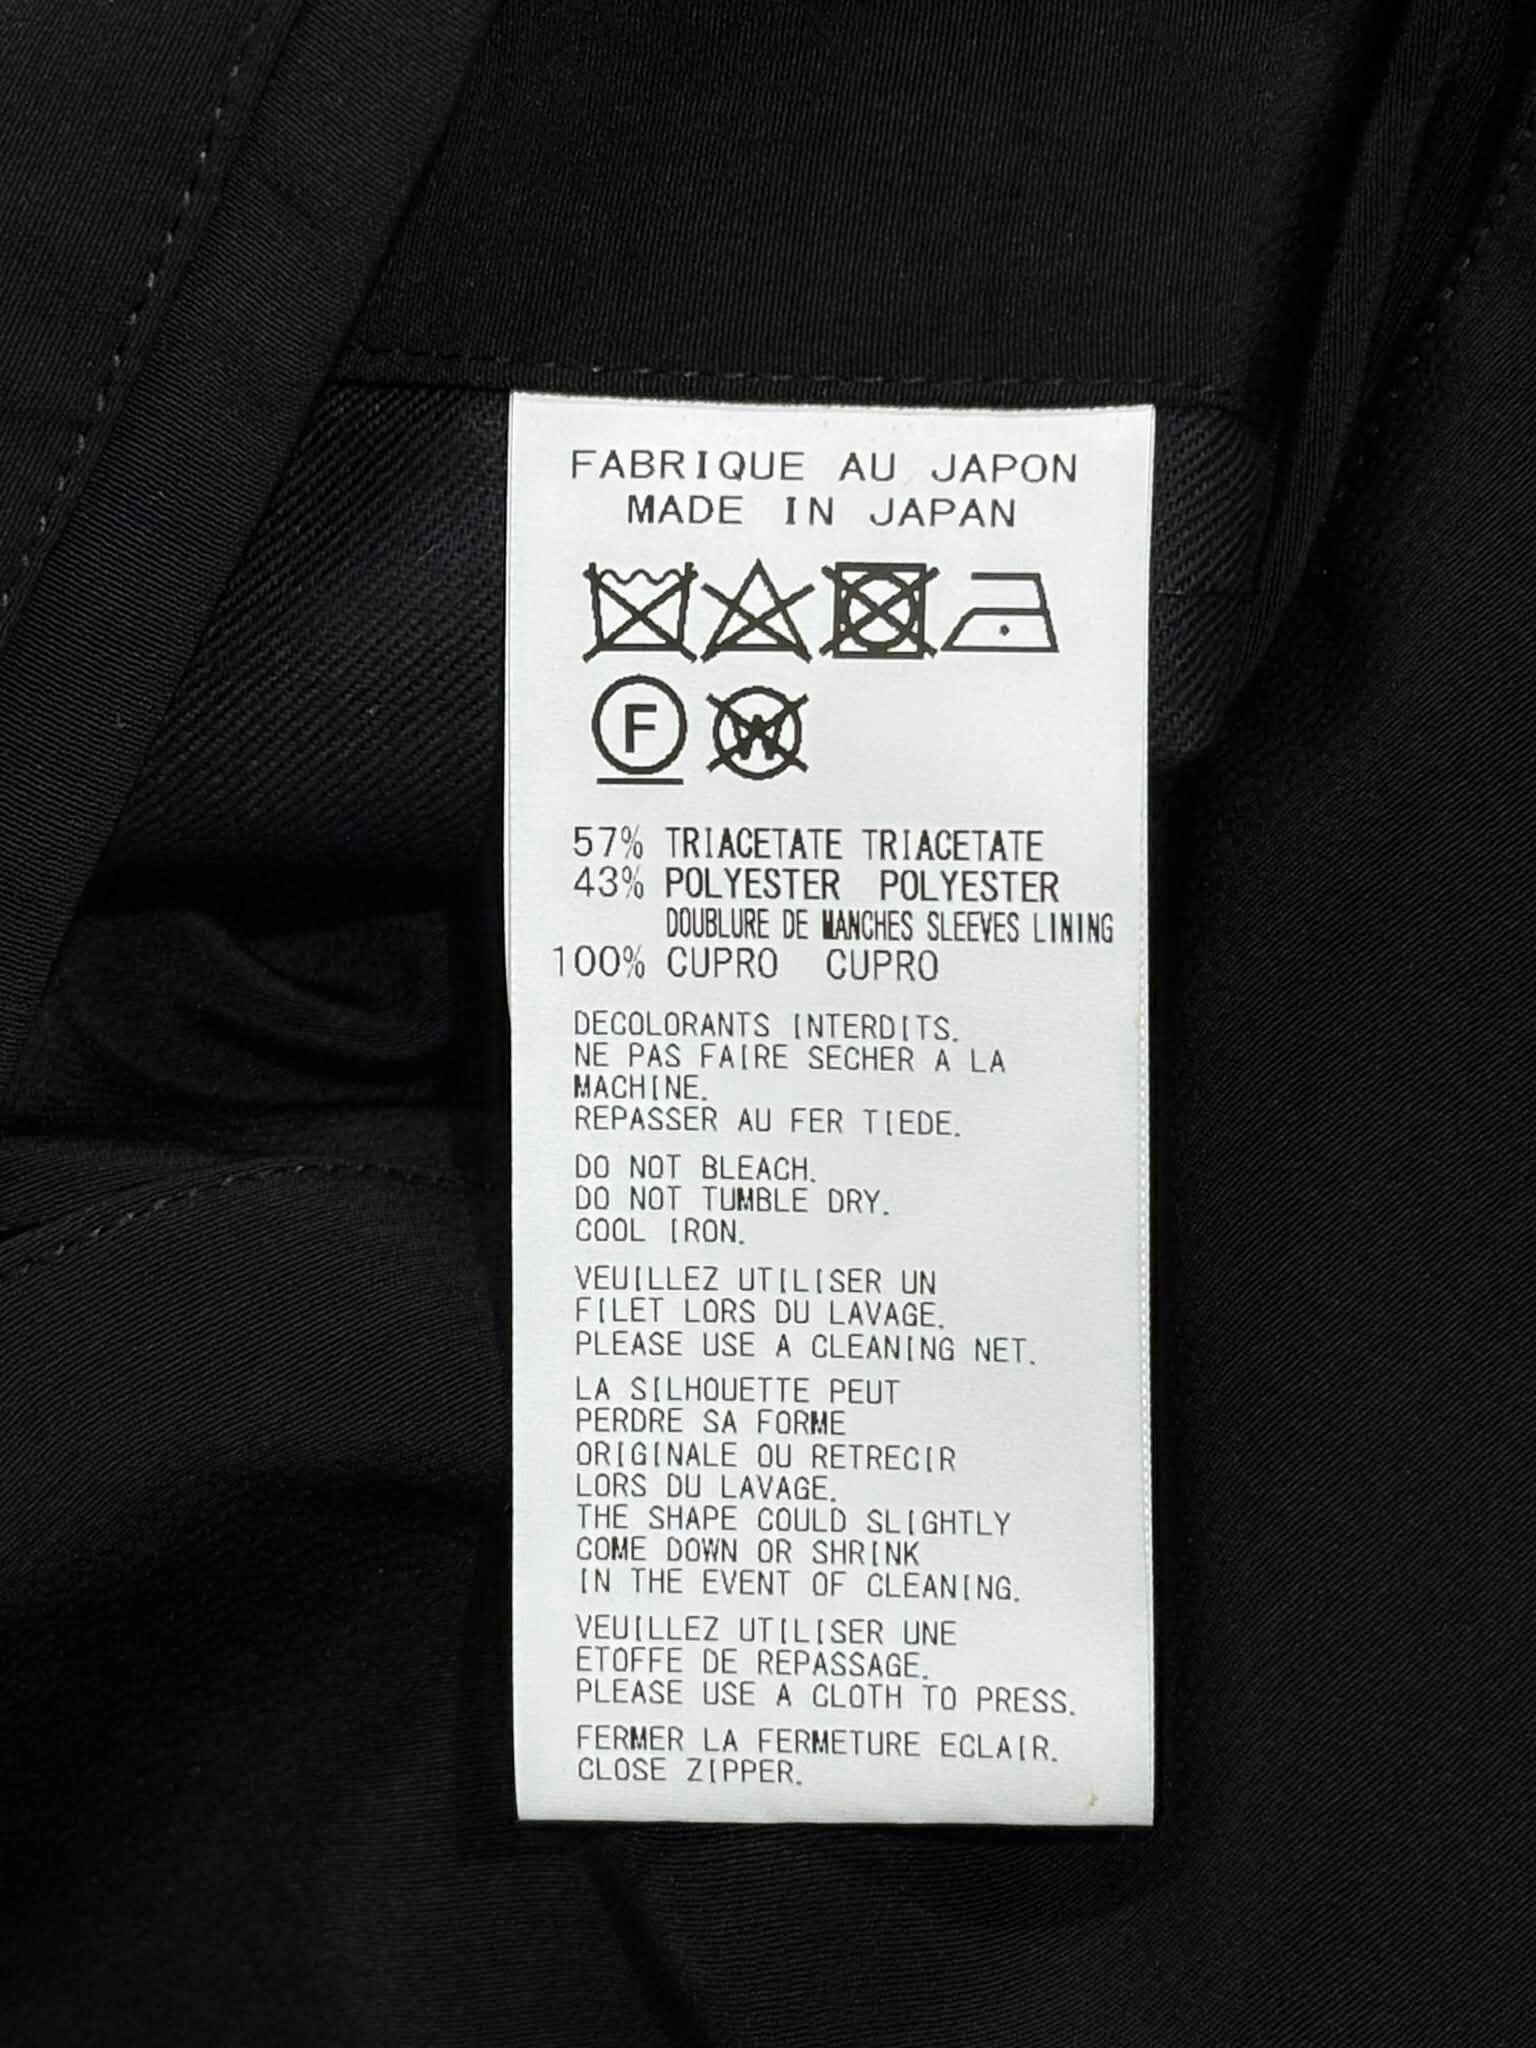 FABRIQUE AU JAPON
MADE IN JAPAN
F
W
57% TRIACETATE TRIACETATE
43% POLYESTER POLYESTER
DOUBLURE DE MANCHES SLEEVES LINING
100% CUPRO CUPRO
DECOLORANTS INTERDITS.
NE PAS FAIRE SECHER A LA
MACHINE.
REPASSER AU FER TIEDE.
DO NOT BLEACH.
DO NOT TUMBLE DRY.
COOL IRON.
VEUILLEZ UTILISER UN
FILET LORS DU LAVAGE.
PLEASE USE A CLEANING NET.
LA SILHOUETTE PEUT
PERDRE SA FORME
ORIGINALE OU RETRECIR
LORS DU LAVAGE.
THE SHAPE COULD SLIGHTLY
COME DOWN OR SHRINK
IN THE EVENT OF CLEANING.
VEUILLEZ UTILISER UNE
ETOFFE DE REPASSAGE.
PLEASE USE A CLOTH TO PRESS.
FERMER LA FERMETURE ECLAIR.
CLOSE ZIPPER.